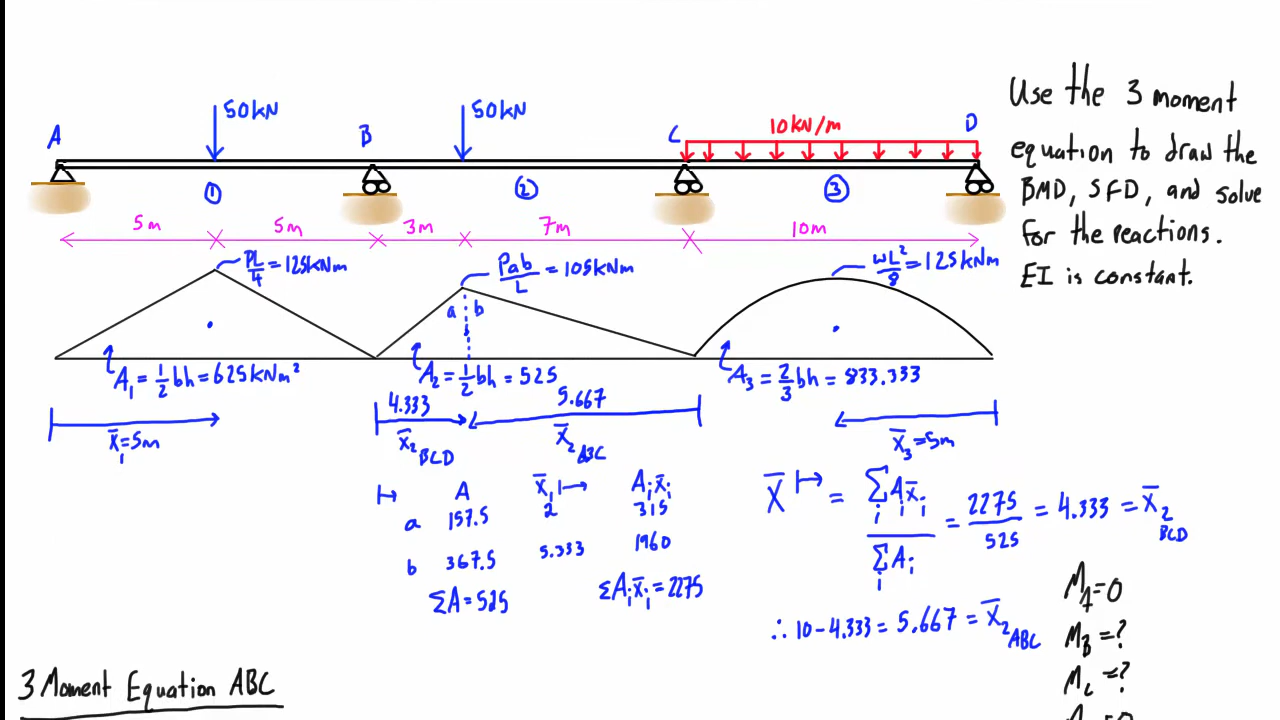 Use the 3 moment
equation to draw the
BMD, SFD, and solve
for the reactions.
EI is constant.
A
50kN
B
50kN
C
10kN/m
D
①
②
③
5m
5m
3m
7m
10m
PL/4 = 125kNm
Pab/L = 105kNm
wL²/8 = 125kNm
a
b
A₁ = 1/2 bh = 625kNm²
A₂ = 1/2 bh = 525
A₃ = 2/3 bh = 833.333
x̄₁ = 5m
4.333
x̄₂ BCD
5.667
x̄₂ ABC
x̄₃ = 5m
↦ A x̄ᵢ ↦ Aᵢx̄ᵢ
a 157.5 2 315
b 367.5 5.333 1960
ΣA = 525 ΣAᵢx̄ᵢ = 2275
X̄ ↦ = ΣᵢAx̄ᵢ / ΣᵢAᵢ = 2275/525 = 4.333 = x̄₂ BCD
∴ 10 - 4.333 = 5.667 = x̄₂ ABC
M_A = 0
M_B = ?
M_C = ?
3 Moment Equation ABC